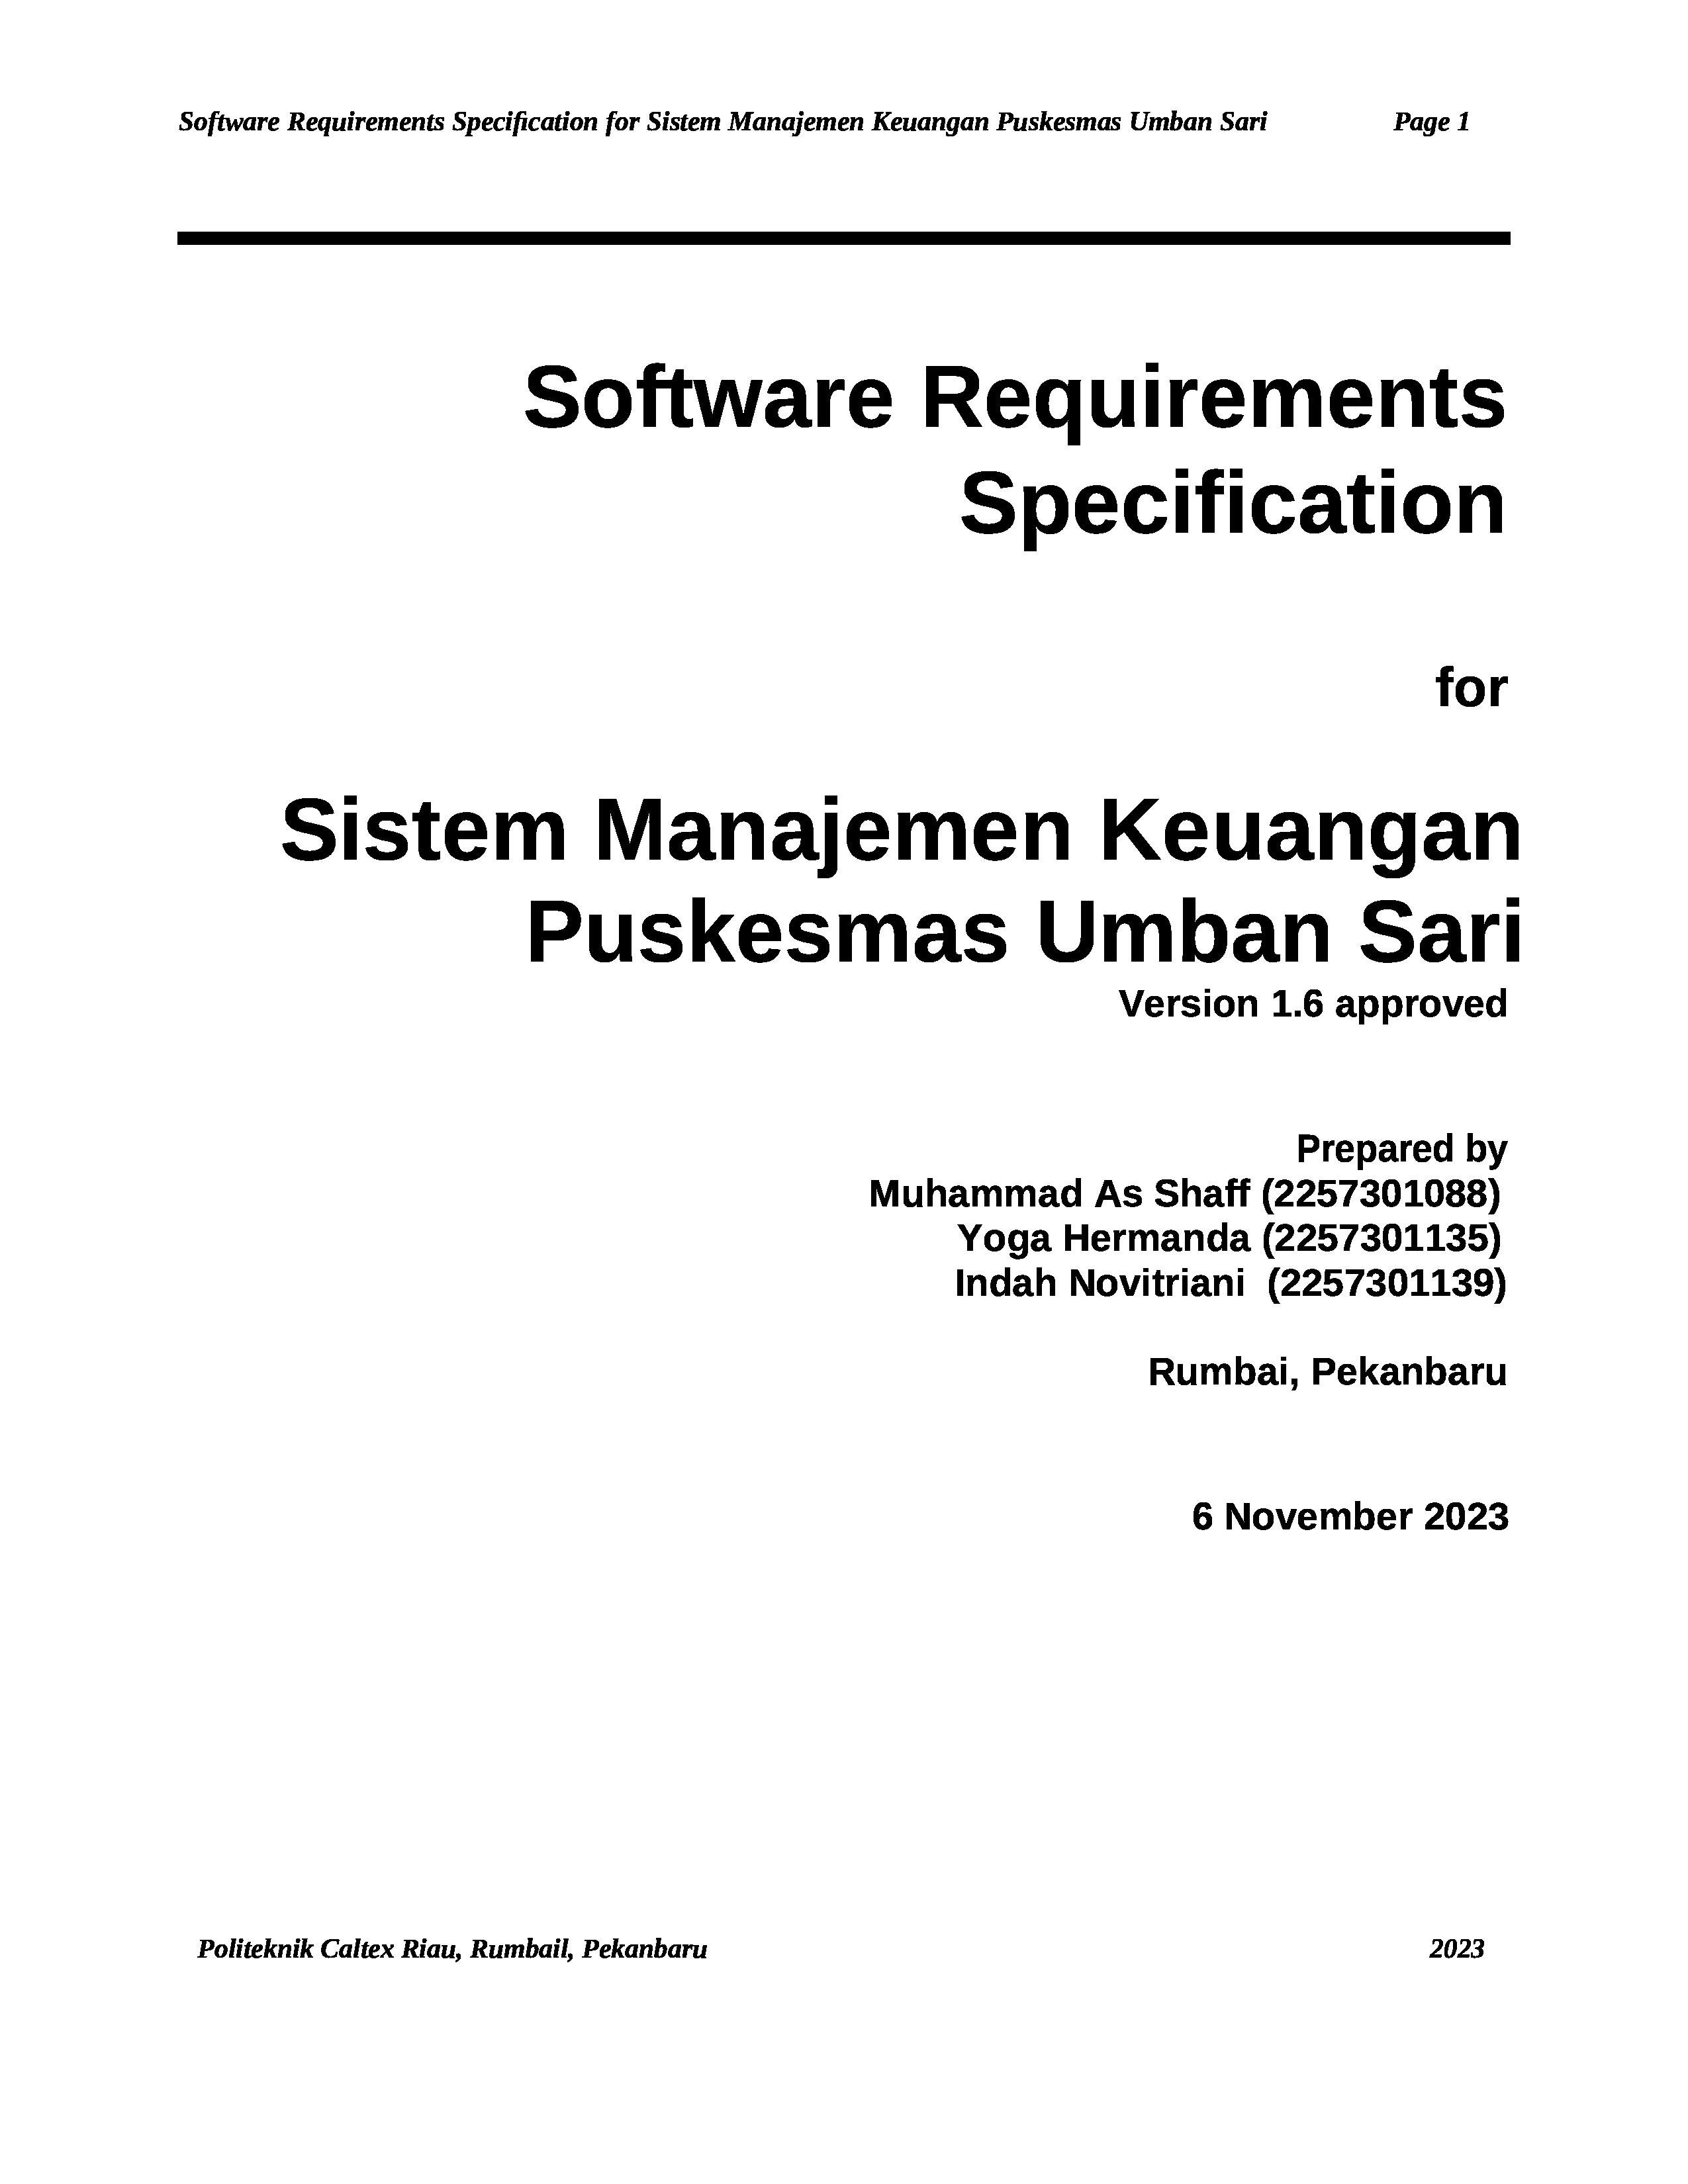 Software Requirements Specification for Sistem Manajemen Keuangan Puskesmas Umban Sari Page 1
Software Requirements
Specification
for
Sistem Manajemen Keuangan
Puskesmas Umban Sari
Version 1.6 approved
Prepared by
Muhammad As Shaff (2257301088)
Yoga Hermanda (2257301135)
Indah Novitriani (2257301139)
Rumbai, Pekanbaru
6 November 2023
Politeknik Caltex Riau, Rumbail, Pekanbaru 2023